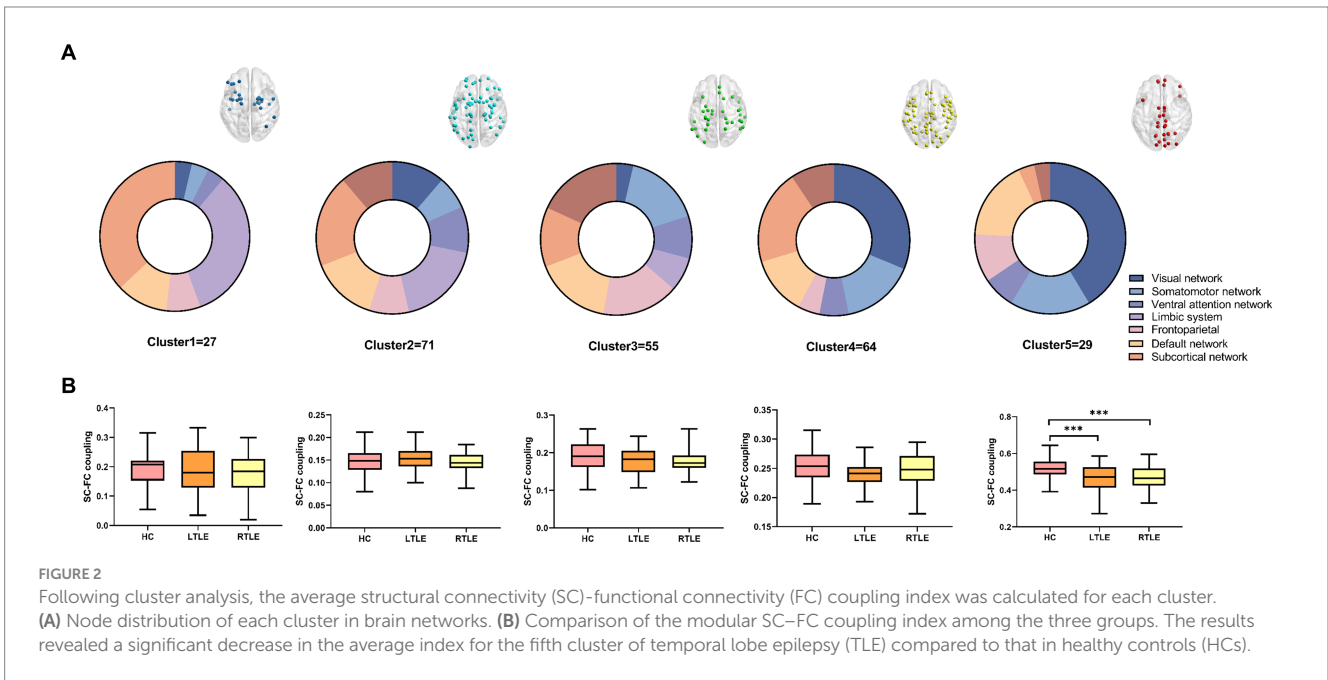 A
Cluster1=27
Cluster2=71
Cluster3=55
Cluster4=64
Cluster5=29
Visual network
Somatomotor network
Ventral attention network
Limbic system
Frontoparietal
Default network
Subcortical network
B
SC-FC coupling
0.4
0.3
0.2
0.1
0.0
HC LTLE RTLE
SC-FC coupling
0.25
0.20
0.15
0.10
0.05
0.00
HC LTLE RTLE
SC-FC coupling
0.3
0.2
0.1
0.0
HC LTLE RTLE
SC-FC coupling
0.35
0.30
0.25
0.20
0.15
HC LTLE RTLE
SC-FC coupling
0.8
0.6
0.4
0.2
***
***
HC LTLE RTLE
FIGURE 2
Following cluster analysis, the average structural connectivity (SC)-functional connectivity (FC) coupling index was calculated for each cluster.
(A) Node distribution of each cluster in brain networks. (B) Comparison of the modular SC–FC coupling index among the three groups. The results
revealed a significant decrease in the average index for the fifth cluster of temporal lobe epilepsy (TLE) compared to that in healthy controls (HCs).